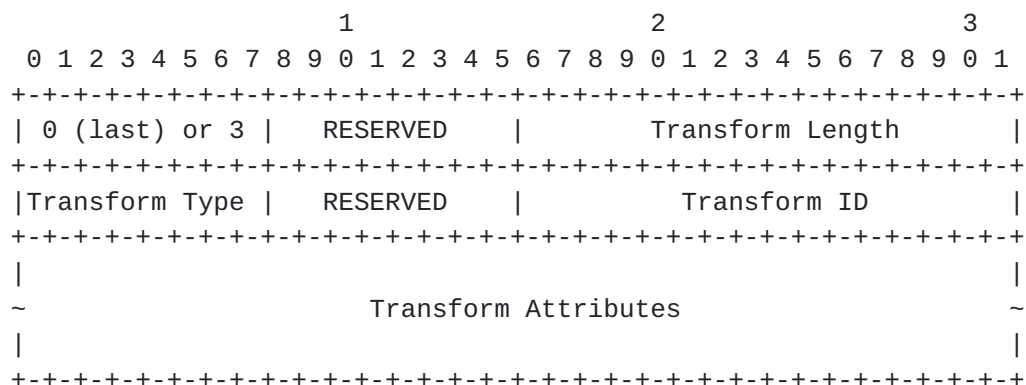 1                   2                   3
 0 1 2 3 4 5 6 7 8 9 0 1 2 3 4 5 6 7 8 9 0 1 2 3 4 5 6 7 8 9 0 1
+-+-+-+-+-+-+-+-+-+-+-+-+-+-+-+-+-+-+-+-+-+-+-+-+-+-+-+-+-+-+-+-+
| 0 (last) or 3 |   RESERVED    |        Transform Length       |
+-+-+-+-+-+-+-+-+-+-+-+-+-+-+-+-+-+-+-+-+-+-+-+-+-+-+-+-+-+-+-+-+
|Transform Type |   RESERVED    |          Transform ID         |
+-+-+-+-+-+-+-+-+-+-+-+-+-+-+-+-+-+-+-+-+-+-+-+-+-+-+-+-+-+-+-+-+
|                                                               |
~                      Transform Attributes                     ~
|                                                               |
+-+-+-+-+-+-+-+-+-+-+-+-+-+-+-+-+-+-+-+-+-+-+-+-+-+-+-+-+-+-+-+-+